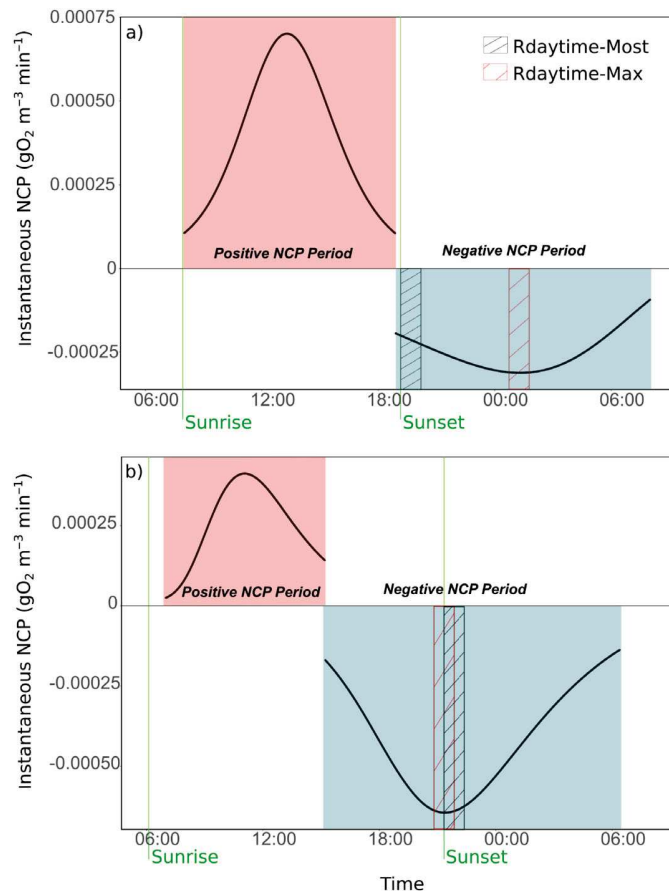 a)
Rdaytime-Most
Rdaytime-Max
Instantaneous NCP (gO₂ m⁻³ min⁻¹)
0.00075
0.00050
0.00025
0
-0.00025
Positive NCP Period
Negative NCP Period
06:00 12:00 18:00 00:00 06:00
Sunrise Sunset
b)
Instantaneous NCP (gO₂ m⁻³ min⁻¹)
0.00025
0
-0.00025
-0.00050
Positive NCP Period
Negative NCP Period
06:00 12:00 18:00 00:00 06:00
Sunrise Sunset
Time